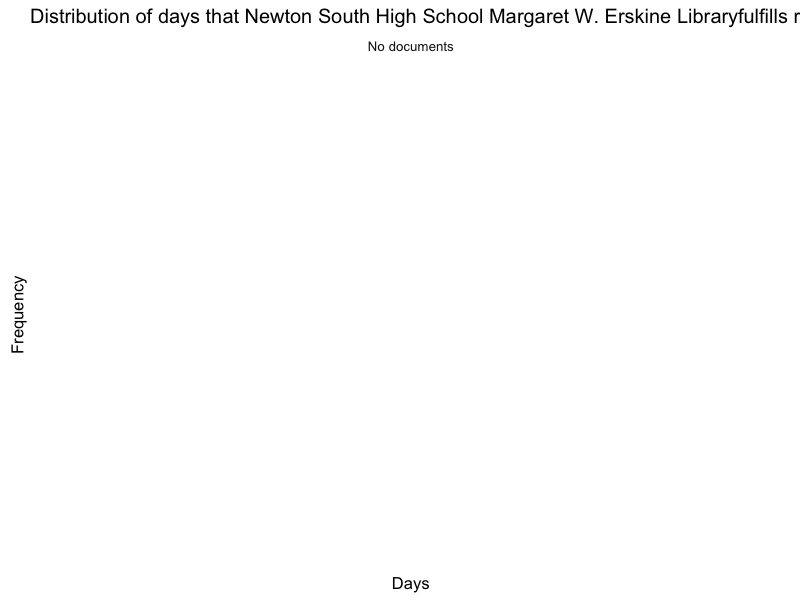 Distribution of days that Newton South High School Margaret W. Erskine Libraryfulfills r
No documents
Frequency
Days